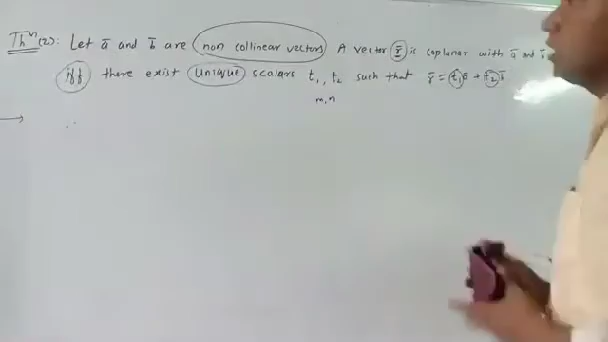 Thᵐ(2): Let ā and b̄ are non collinear vectors A vector r̄ is coplanar with ā and
iff there exist unique scalars t₁, t₂ such that r̄ = t₁ā + t₂b̄
m, n